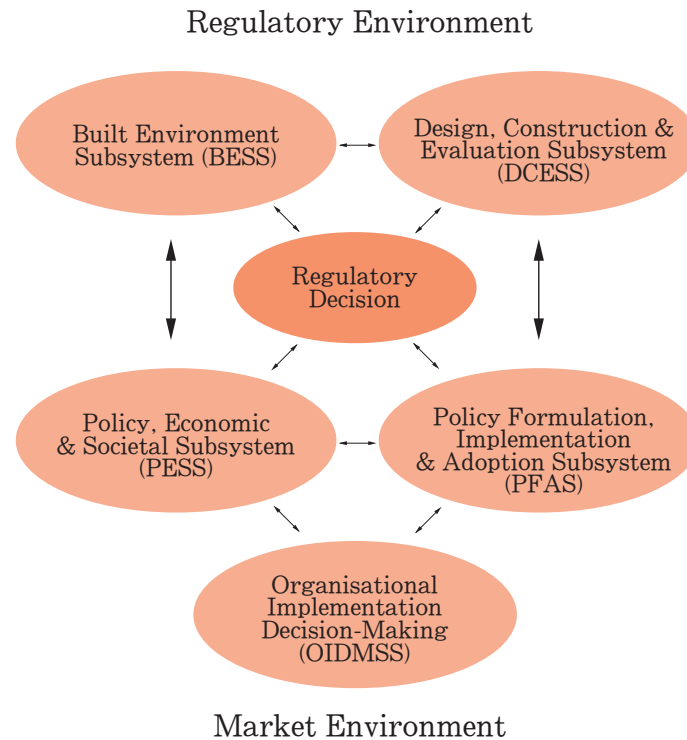 Regulatory Environment
Built Environment
Subsystem (BESS)
Design, Construction &
Evaluation Subsystem
(DCESS)
Regulatory
Decision
Policy, Economic
& Societal Subsystem
(PESS)
Policy Formulation,
Implementation
& Adoption Subsystem
(PFAS)
Organisational
Implementation
Decision-Making
(OIDMSS)
Market Environment